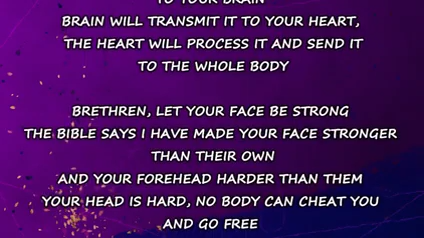 TO YOUR BRAIN
BRAIN WILL TRANSMIT IT TO YOUR HEART,
THE HEART WILL PROCESS IT AND SEND IT
TO THE WHOLE BODY
BRETHREN, LET YOUR FACE BE STRONG
THE BIBLE SAYS I HAVE MADE YOUR FACE STRONGER
THAN THEIR OWN
AND YOUR FOREHEAD HARDER THAN THEM
YOUR HEAD IS HARD, NO BODY CAN CHEAT YOU
AND GO FREE